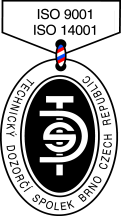 ISO 9001
ISO 14001
TECHNICKÝ DOZORČÍ SPOLEK BRNO CZECH REPUBLIC